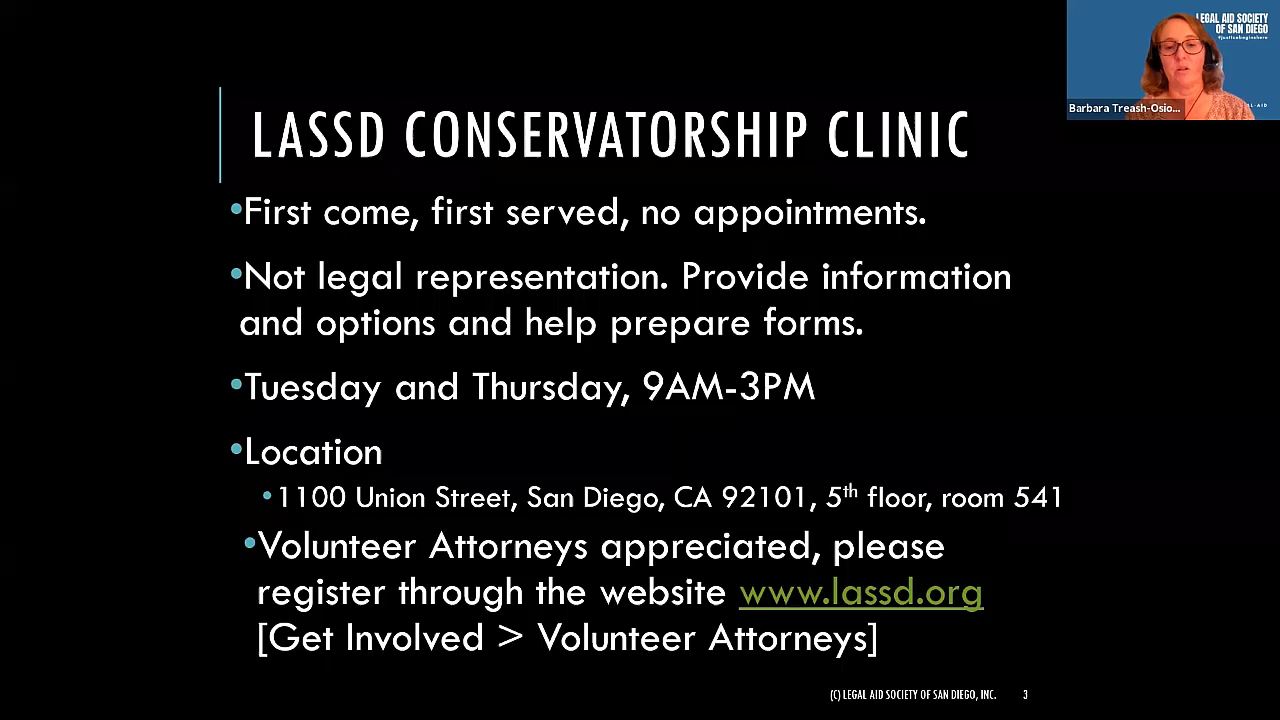 LEGAL AID SOCIETY
OF SAN DIEGO
#justicebeginshere
Barbara Treash-Osio...
LASSD CONSERVATORSHIP CLINIC
•First come, first served, no appointments.
•Not legal representation. Provide information
and options and help prepare forms.
•Tuesday and Thursday, 9AM-3PM
•Location
•1100 Union Street, San Diego, CA 92101, 5th floor, room 541
•Volunteer Attorneys appreciated, please
register through the website www.lassd.org
[Get Involved > Volunteer Attorneys]
(C) LEGAL AID SOCIETY OF SAN DIEGO, INC. 3